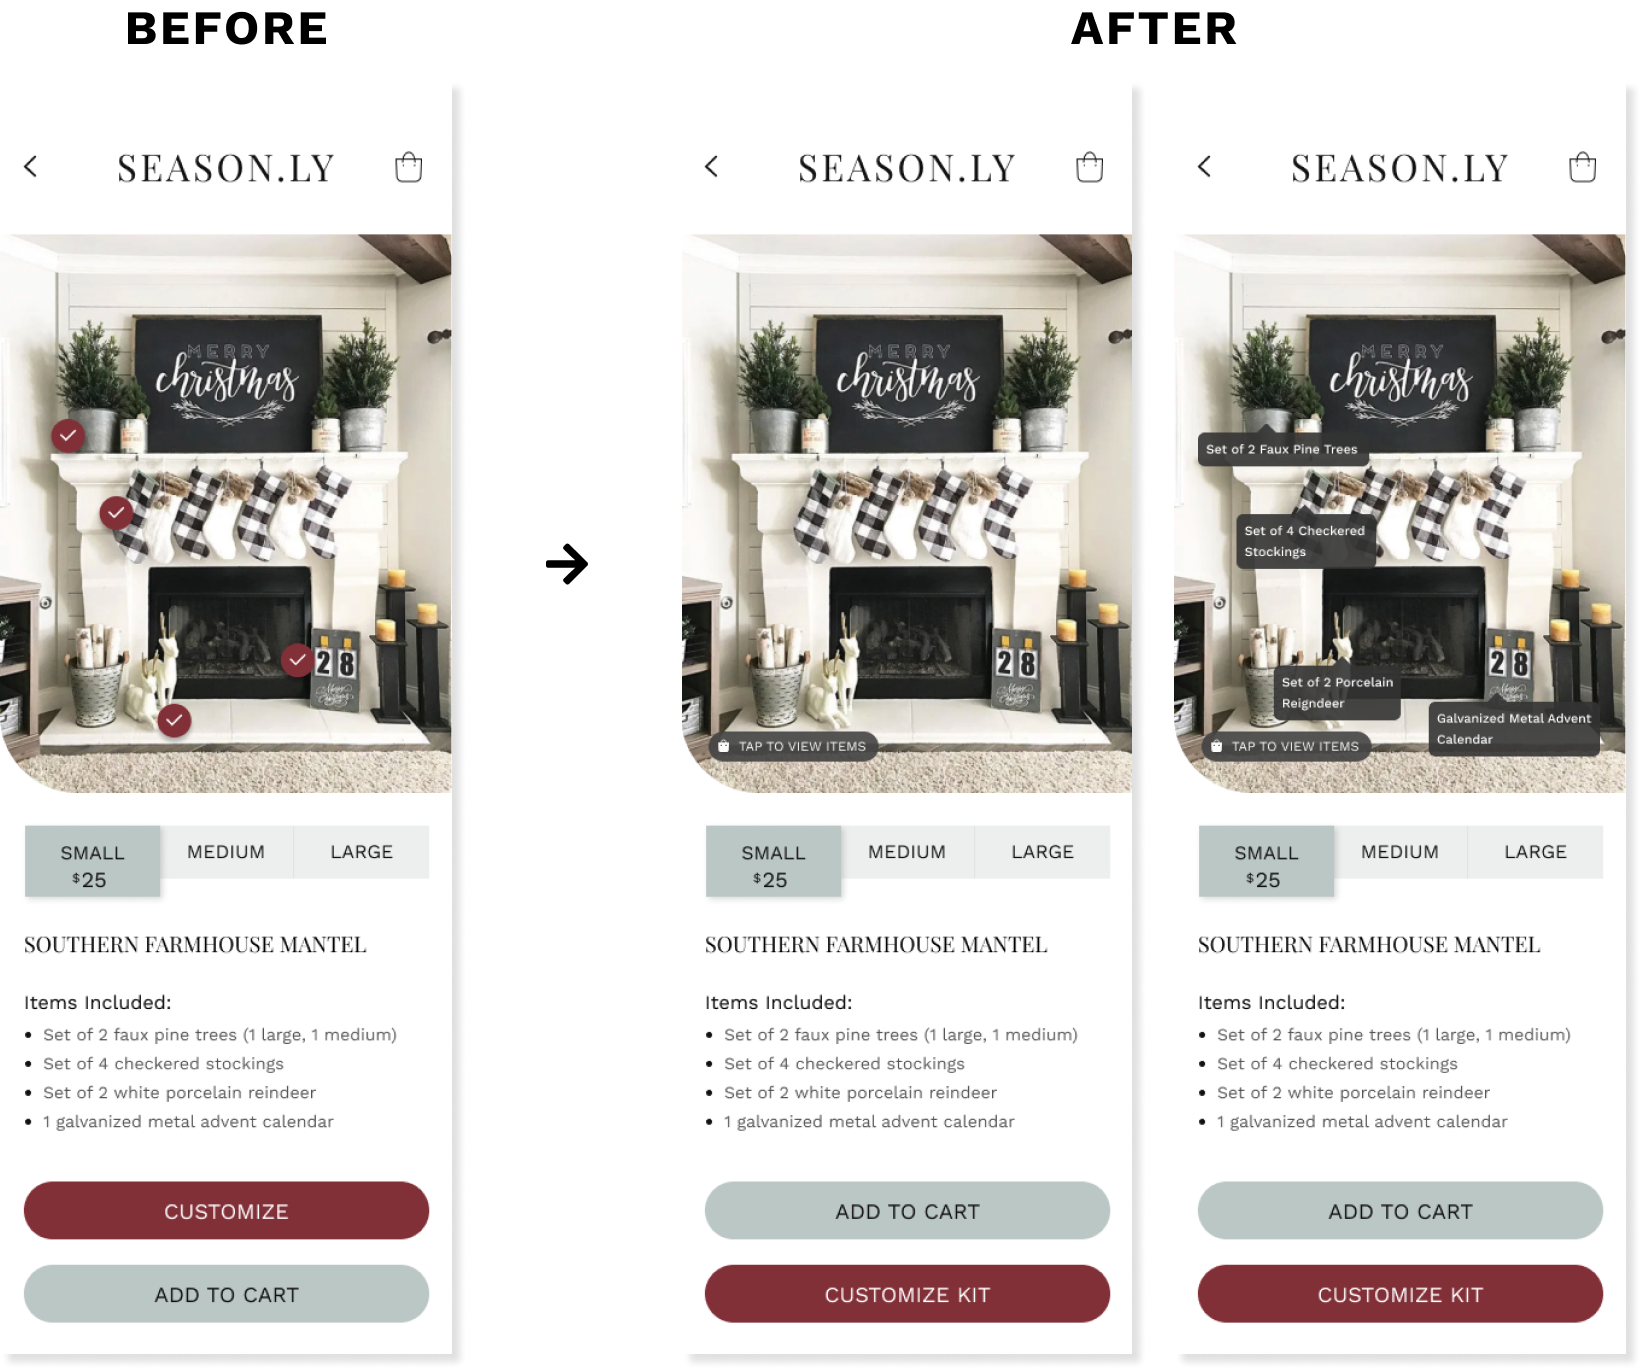 BEFORE
AFTER
SEASON.LY
MERRY
christmas
28
SMALL
$25
MEDIUM
LARGE
SOUTHERN FARMHOUSE MANTEL
Items Included:
• Set of 2 faux pine trees (1 large, 1 medium)
• Set of 4 checkered stockings
• Set of 2 white porcelain reindeer
• 1 galvanized metal advent calendar
CUSTOMIZE
ADD TO CART
SEASON.LY
MERRY
christmas
28
TAP TO VIEW ITEMS
SMALL
$25
MEDIUM
LARGE
SOUTHERN FARMHOUSE MANTEL
Items Included:
• Set of 2 faux pine trees (1 large, 1 medium)
• Set of 4 checkered stockings
• Set of 2 white porcelain reindeer
• 1 galvanized metal advent calendar
ADD TO CART
CUSTOMIZE KIT
SEASON.LY
MERRY
christmas
Set of 2 Faux Pine Trees
Set of 4 Checkered
Stockings
28
Set of 2 Porcelain
Reigndeer
Galvanized Metal Advent
Calendar
TAP TO VIEW ITEMS
SMALL
$25
MEDIUM
LARGE
SOUTHERN FARMHOUSE MANTEL
Items Included:
• Set of 2 faux pine trees (1 large, 1 medium)
• Set of 4 checkered stockings
• Set of 2 white porcelain reindeer
• 1 galvanized metal advent calendar
ADD TO CART
CUSTOMIZE KIT